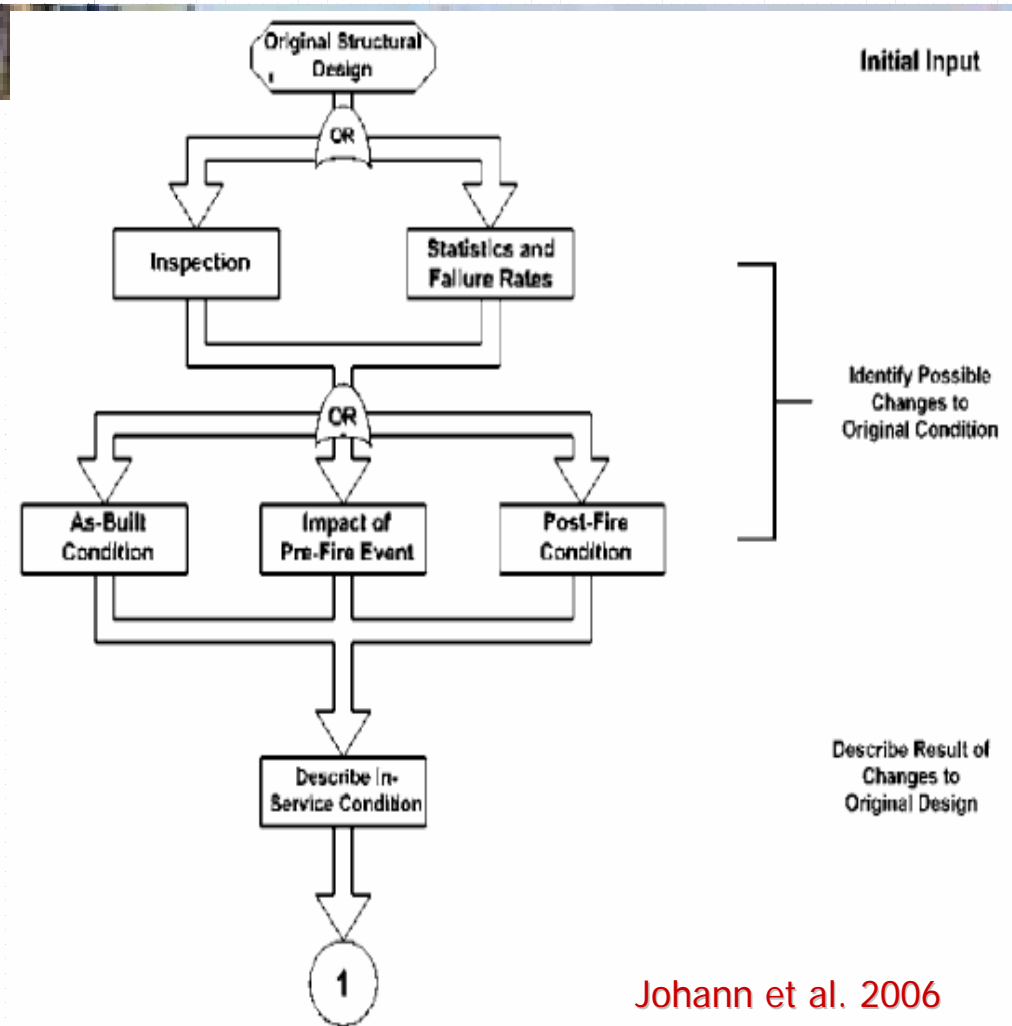 Original Structural
Design
Initial Input
OR
Inspection
Statistics and
Failure Rates
Identify Possible
Changes to
Original Condition
OR
As-Built
Condition
Impact of
Pre-Fire Event
Post-Fire
Condition
Describe In-
Service Condition
Describe Result of
Changes to
Original Design
1
Johann et al. 2006